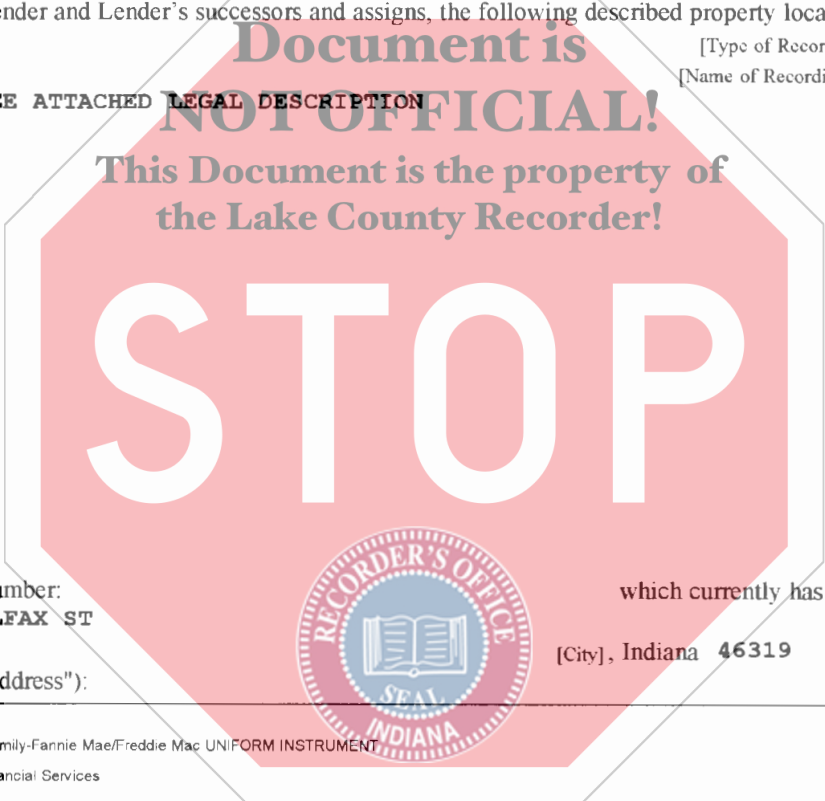 ender and Lender's successors and assigns, the following described property loca
Document is
[Type of Recor
[Name of Recordi
E ATTACHED LEGAL DESCRIPTION
NOT OFFICIAL!
This Document is the property of
the Lake County Recorder!
STOP
RECORDER'S OFFICE
umber:
which currently has
LFAX ST
[City], Indiana 46319
ddress"):
SEAL
INDIANA
mily-Fannie Mae/Freddie Mac UNIFORM INSTRUMENT
ancial Services